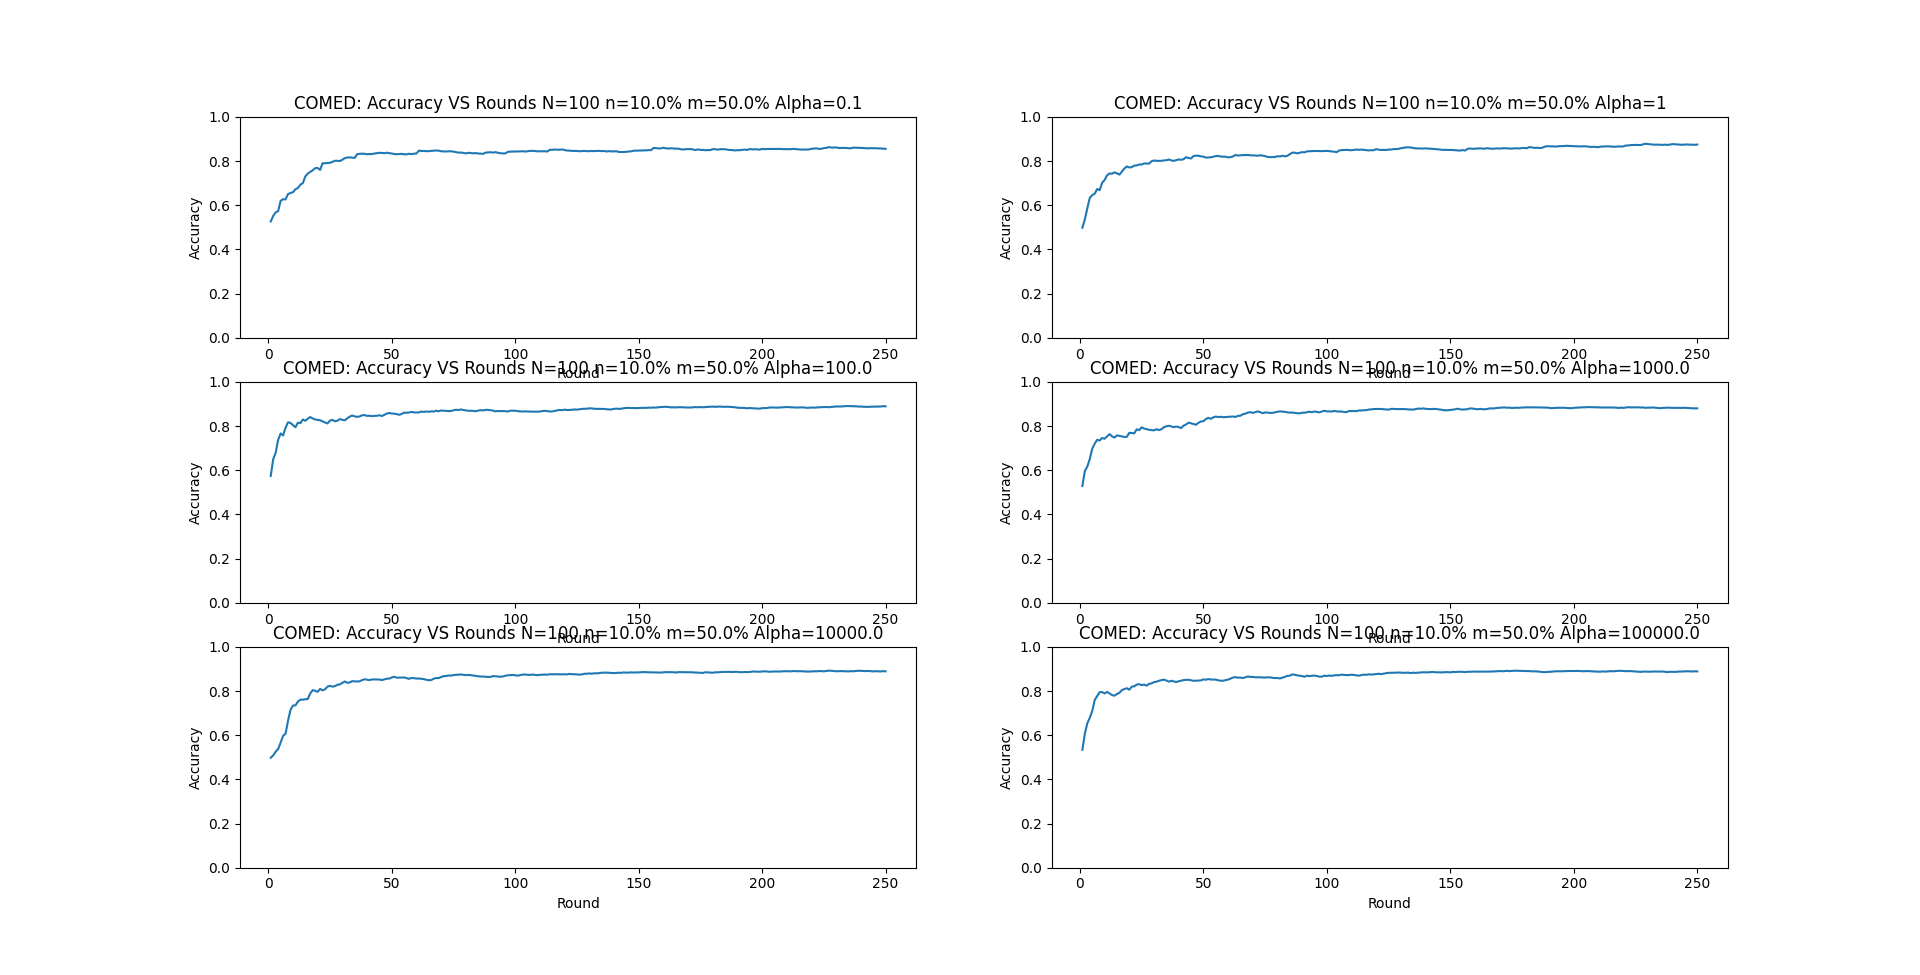 COMED: Accuracy VS Rounds N=100 n=10.0% m=50.0% Alpha=0.1
1.0
0.8
0.6
0.4
0.2
0.0
Accuracy
0 50 100 150 200 250
Round
COMED: Accuracy VS Rounds N=100 n=10.0% m=50.0% Alpha=1
1.0
0.8
0.6
0.4
0.2
0.0
Accuracy
0 50 100 150 200 250
Round
COMED: Accuracy VS Rounds N=100 n=10.0% m=50.0% Alpha=100.0
1.0
0.8
0.6
0.4
0.2
0.0
Accuracy
0 50 100 150 200 250
Round
COMED: Accuracy VS Rounds N=100 n=10.0% m=50.0% Alpha=1000.0
1.0
0.8
0.6
0.4
0.2
0.0
Accuracy
0 50 100 150 200 250
Round
COMED: Accuracy VS Rounds N=100 n=10.0% m=50.0% Alpha=10000.0
1.0
0.8
0.6
0.4
0.2
0.0
Accuracy
0 50 100 150 200 250
Round
COMED: Accuracy VS Rounds N=100 n=10.0% m=50.0% Alpha=100000.0
1.0
0.8
0.6
0.4
0.2
0.0
Accuracy
0 50 100 150 200 250
Round